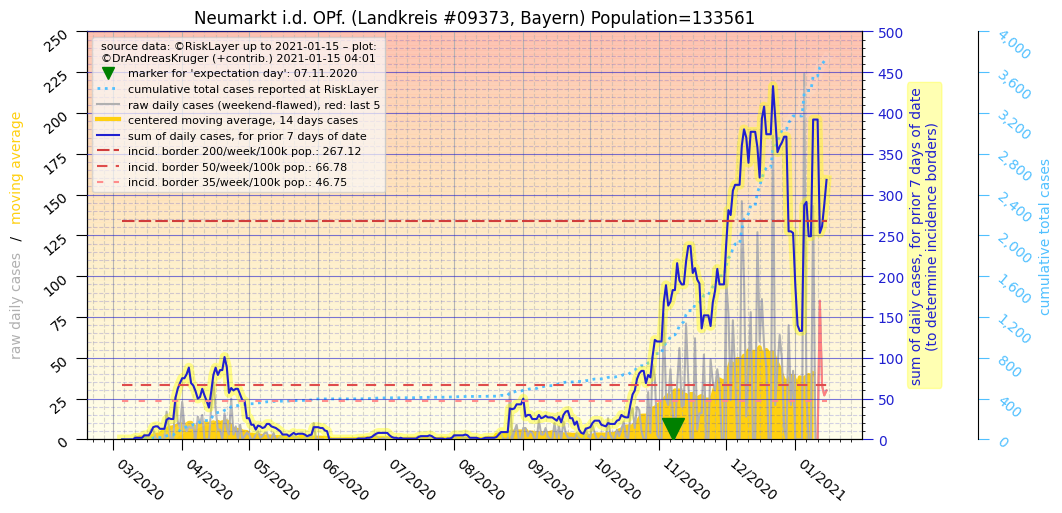 Neumarkt i.d. OPf. (Landkreis #09373, Bayern) Population=133561
source data: ©RiskLayer up to 2021-01-15 – plot:
©DrAndreasKruger (+contrib.) 2021-01-15 04:01
marker for 'expectation day': 07.11.2020
cumulative total cases reported at RiskLayer
raw daily cases (weekend-flawed), red: last 5
centered moving average, 14 days cases
sum of daily cases, for prior 7 days of date
incid. border 200/week/100k pop.: 267.12
incid. border 50/week/100k pop.: 66.78
incid. border 35/week/100k pop.: 46.75
raw daily cases / moving average
250
225
200
175
150
125
100
75
50
25
0
03/2020
04/2020
05/2020
06/2020
07/2020
08/2020
09/2020
10/2020
11/2020
12/2020
01/2021
500
450
400
350
300
250
200
150
100
50
0
sum of daily cases, for prior 7 days of date
(to determine incidence borders)
4,000
3,600
3,200
2,800
2,400
2,000
1,600
1,200
800
400
0
cumulative total cases